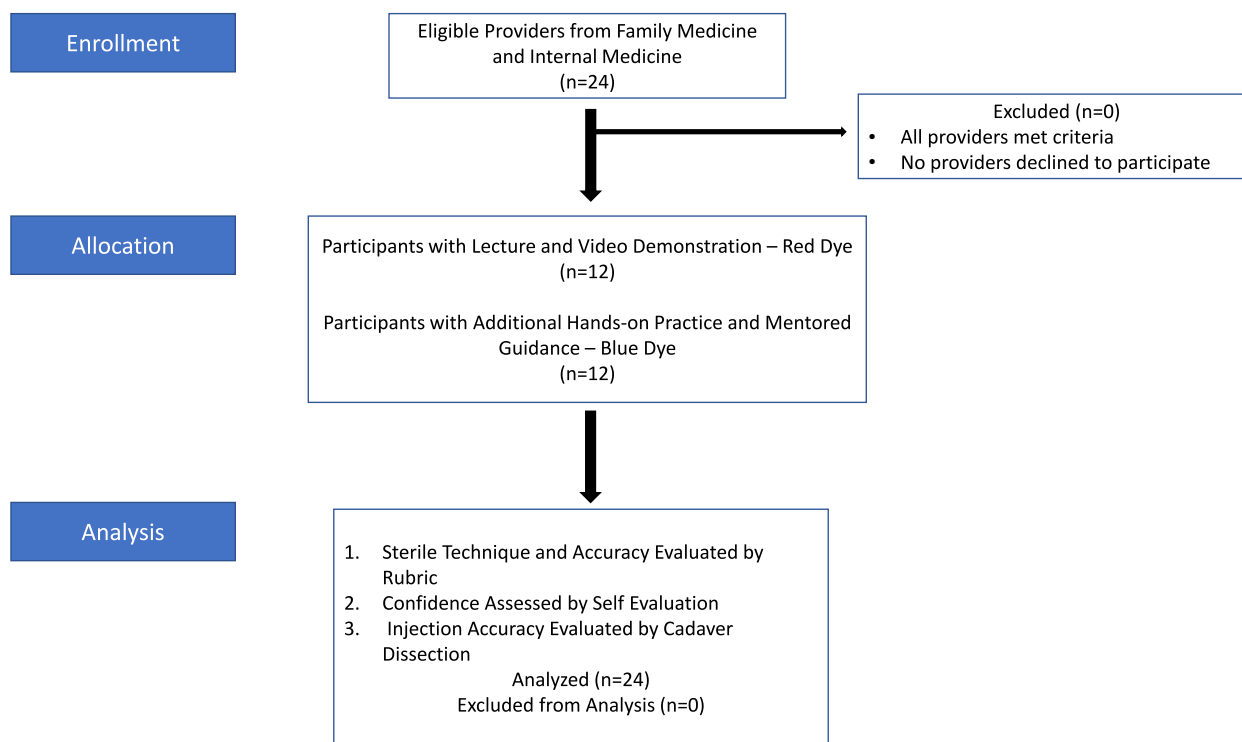 Enrollment
Eligible Providers from Family Medicine
and Internal Medicine
(n=24)
Excluded (n=0)
• All providers met criteria
• No providers declined to participate
Allocation
Participants with Lecture and Video Demonstration – Red Dye
(n=12)
Participants with Additional Hands-on Practice and Mentored
Guidance – Blue Dye
(n=12)
Analysis
1. Sterile Technique and Accuracy Evaluated by
Rubric
2. Confidence Assessed by Self Evaluation
3. Injection Accuracy Evaluated by Cadaver
Dissection
Analyzed (n=24)
Excluded from Analysis (n=0)